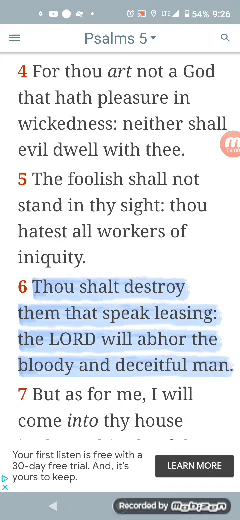 54% 9:26
Psalms 5
4 For thou art not a God
that hath pleasure in
wickedness: neither shall
evil dwell with thee.
5 The foolish shall not
stand in thy sight: thou
hatest all workers of
iniquity.
6 Thou shalt destroy
them that speak leasing:
the LORD will abhor the
bloody and deceitful man.
7 But as for me, I will
come into thy house
Your first listen is free with a
30-day free trial. And, it's
yours to keep.
LEARN MORE
Recorded by mobizen